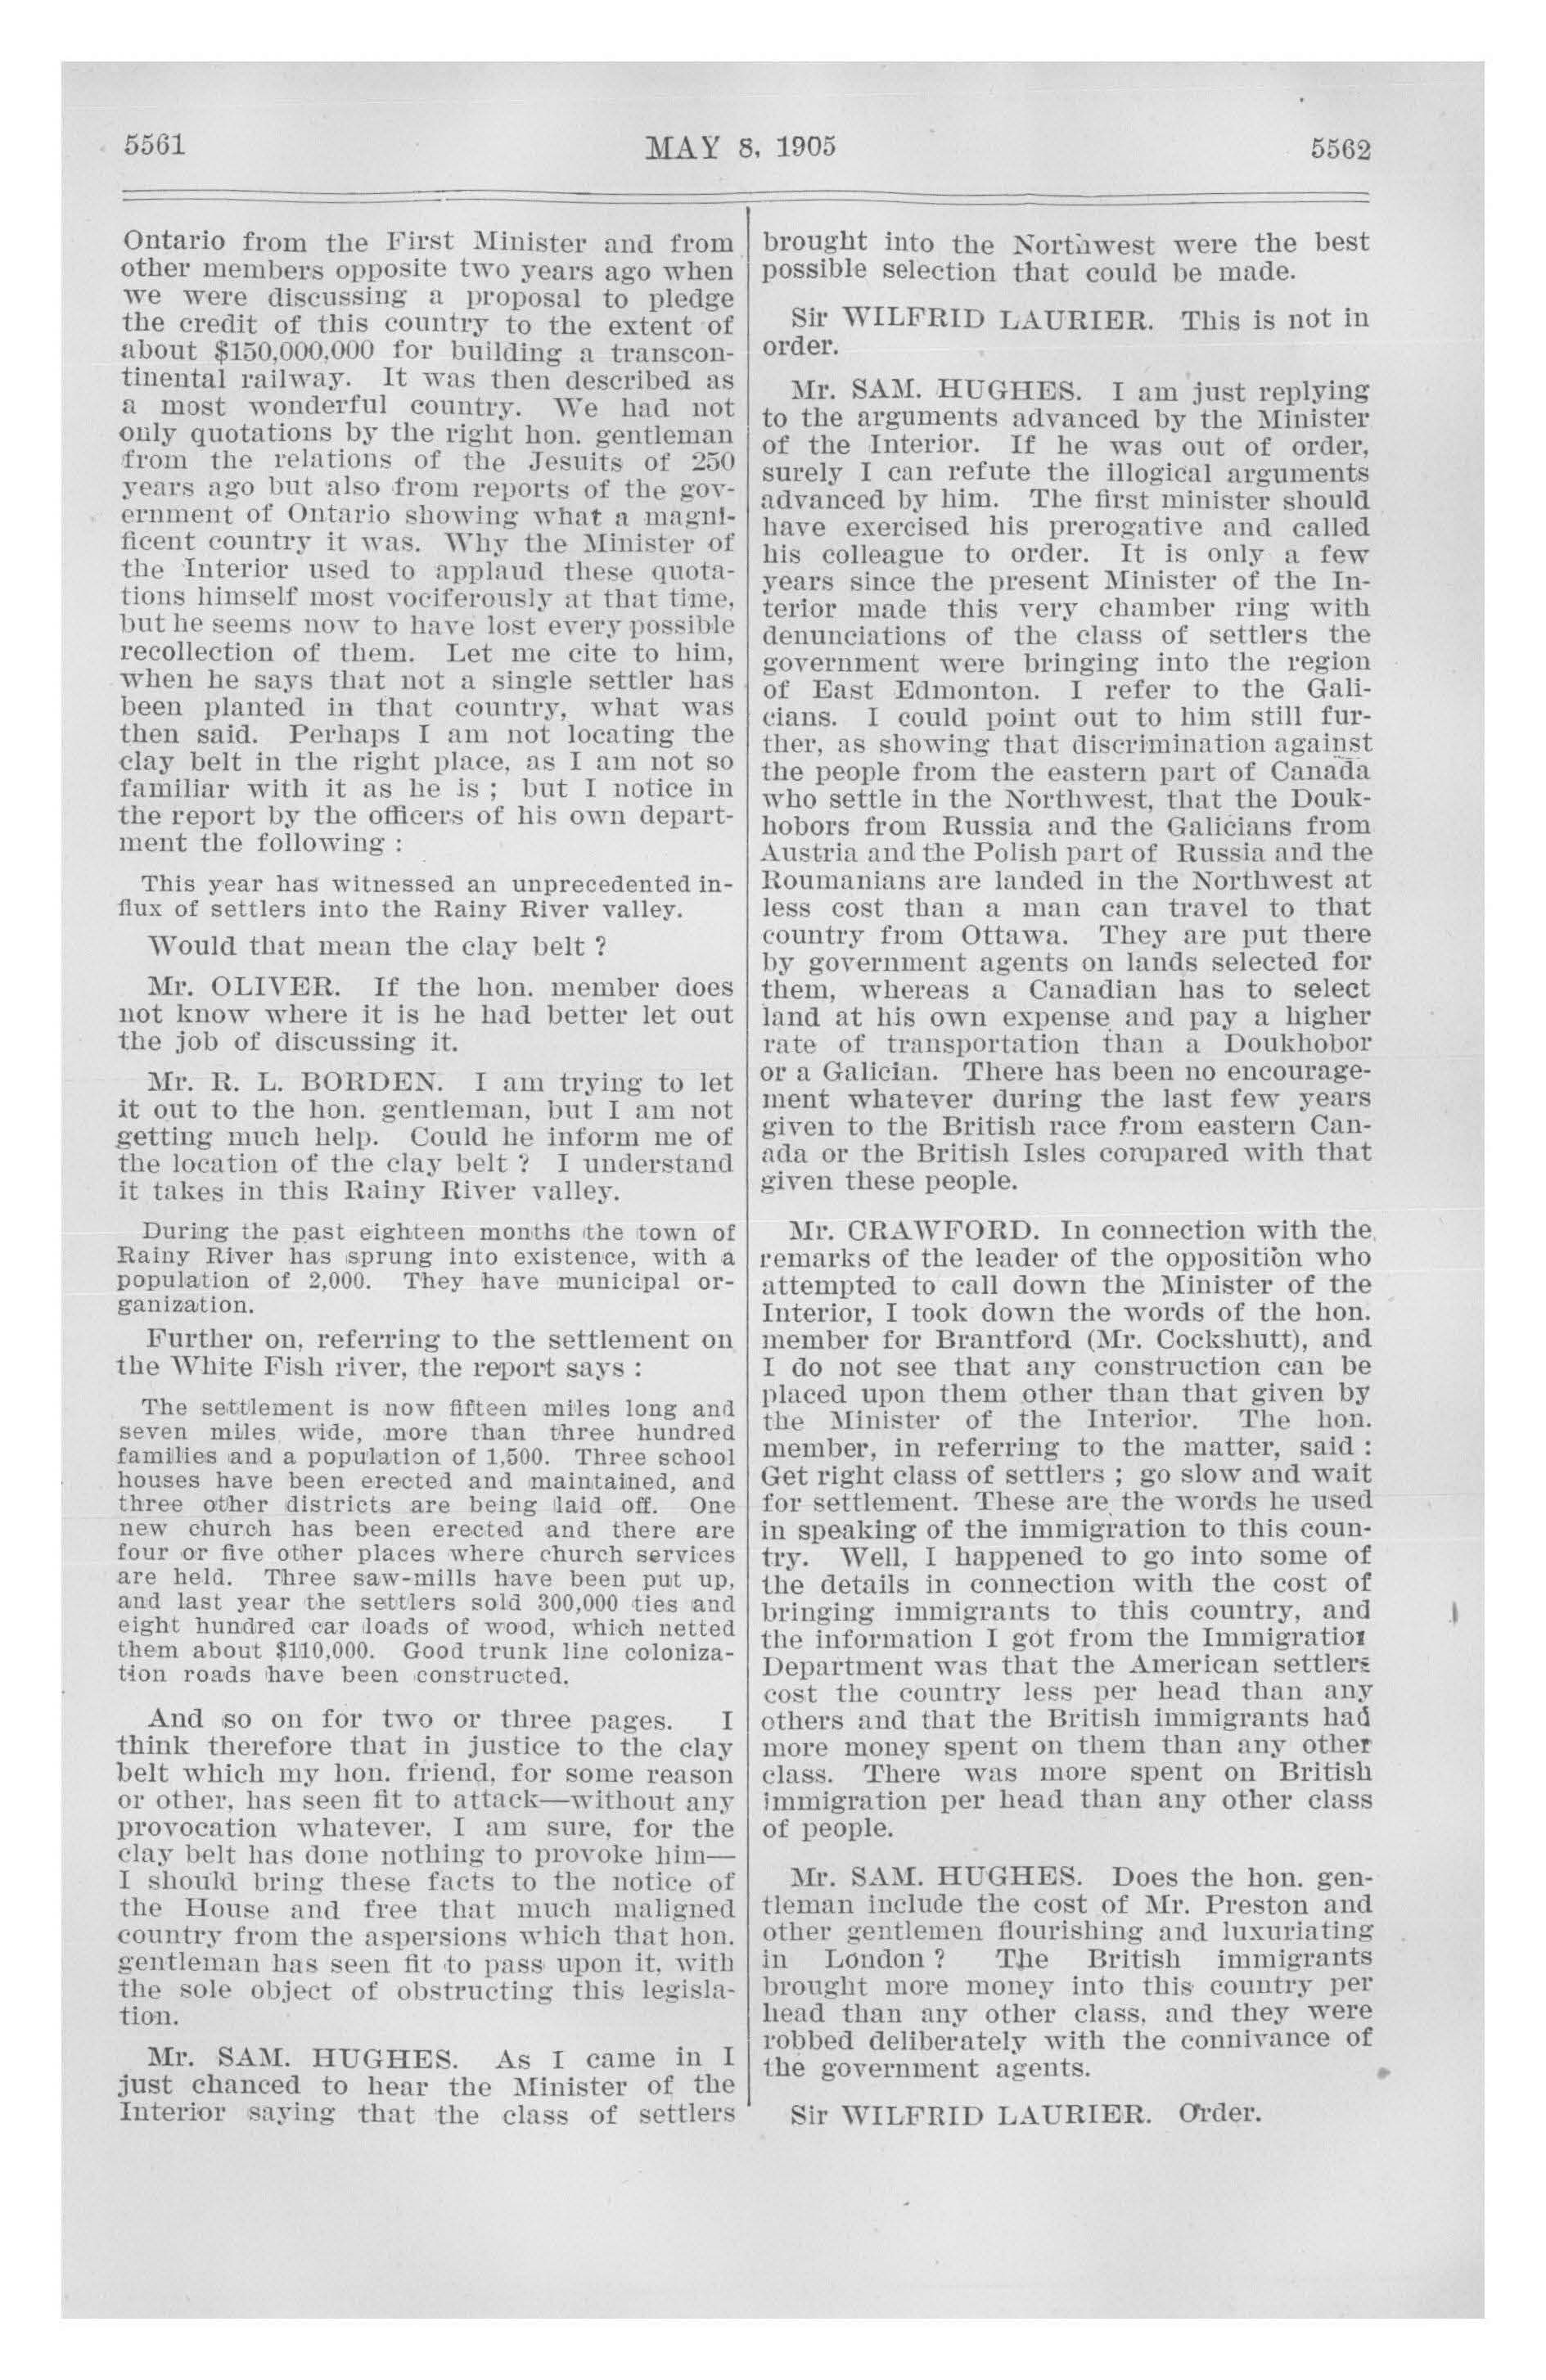 5561
MAY 8, 1905
5562
Ontario from the First Minister and from
other members opposite two years ago when
we were discussing a proposal to pledge
the credit of this country to the extent of
about $150,000,000 for building a transcon-
tinental railway. It was then described as
a most wonderful country. We had not
only quotations by the right hon. gentleman
from the relations of the Jesuits of 250
years ago but also from reports of the gov-
ernment of Ontario showing what a magni-
ficent country it was. Why the Minister of
the Interior used to applaud these quota-
tions himself most vociferously at that time,
but he seems now to have lost every possible
recollection of them. Let me cite to him,
when he says that not a single settler has
been planted in that country, what was
then said. Perhaps I am not locating the
clay belt in the right place, as I am not so
familiar with it as he is ; but I notice in
the report by the officers of his own depart-
ment the following :
This year has witnessed an unprecedented in-
flux of settlers into the Rainy River valley.
Would that mean the clay belt ?
Mr. OLIVER. If the hon. member does
not know where it is he had better let out
the job of discussing it.
Mr. R. L. BORDEN. I am trying to let
it out to the hon. gentleman, but I am not
getting much help. Could he inform me of
the location of the clay belt ? I understand
it takes in this Rainy River valley.
During the past eighteen months the town of
Rainy River has sprung into existence, with a
population of 2,000. They have municipal or-
ganization.
Further on, referring to the settlement on
the White Fish river, the report says :
The settlement is now fifteen miles long and
seven miles wide, more than three hundred
families and a population of 1,500. Three school
houses have been erected and maintained, and
three other districts are being laid off. One
new church has been erected and there are
four or five other places where church services
are held. Three saw-mills have been put up,
and last year the settlers sold 300,000 ties and
eight hundred car loads of wood, which netted
them about $110,000. Good trunk line coloniza-
tion roads have been constructed.
And so on for two or three pages. I
think therefore that in justice to the clay
belt which my hon. friend, for some reason
or other, has seen fit to attack—without any
provocation whatever, I am sure, for the
clay belt has done nothing to provoke him—
I should bring these facts to the notice of
the House and free that much maligned
country from the aspersions which that hon.
gentleman has seen fit to pass upon it, with
the sole object of obstructing this legisla-
tion.
Mr. SAM. HUGHES. As I came in I
just chanced to hear the Minister of the
Interior saying that the class of settlers
brought into the Northwest were the best
possible selection that could be made.
Sir WILFRID LAURIER. This is not in
order.
Mr. SAM. HUGHES. I am just replying
to the arguments advanced by the Minister
of the Interior. If he was out of order,
surely I can refute the illogical arguments
advanced by him. The first minister should
have exercised his prerogative and called
his colleague to order. It is only a few
years since the present Minister of the In-
terior made this very chamber ring with
denunciations of the class of settlers the
government were bringing into the region
of East Edmonton. I refer to the Gali-
cians. I could point out to him still fur-
ther, as showing that discrimination against
the people from the eastern part of Canada
who settle in the Northwest, that the Douk-
hobors from Russia and the Galicians from
Austria and the Polish part of Russia and the
Roumanians are landed in the Northwest at
less cost than a man can travel to that
country from Ottawa. They are put there
by government agents on lands selected for
them, whereas a Canadian has to select
land at his own expense and pay a higher
rate of transportation than a Doukhobor
or a Galician. There has been no encourage-
ment whatever during the last few years
given to the British race from eastern Can-
ada or the British Isles compared with that
given these people.
Mr. CRAWFORD. In connection with the
remarks of the leader of the opposition who
attempted to call down the Minister of the
Interior, I took down the words of the hon.
member for Brantford (Mr. Cockshutt), and
I do not see that any construction can be
placed upon them other than that given by
the Minister of the Interior. The hon.
member, in referring to the matter, said :
Get right class of settlers ; go slow and wait
for settlement. These are the words he used
in speaking of the immigration to this coun-
try. Well, I happened to go into some of
the details in connection with the cost of
bringing immigrants to this country, and
the information I got from the Immigration
Department was that the American settlers
cost the country less per head than any
others and that the British immigrants had
more money spent on them than any other
class. There was more spent on British
immigration per head than any other class
of people.
Mr. SAM. HUGHES. Does the hon. gen-
tleman include the cost of Mr. Preston and
other gentlemen flourishing and luxuriating
in London ? The British immigrants
brought more money into this country per
head than any other class, and they were
robbed deliberately with the connivance of
the government agents.
Sir WILFRID LAURIER. Order.